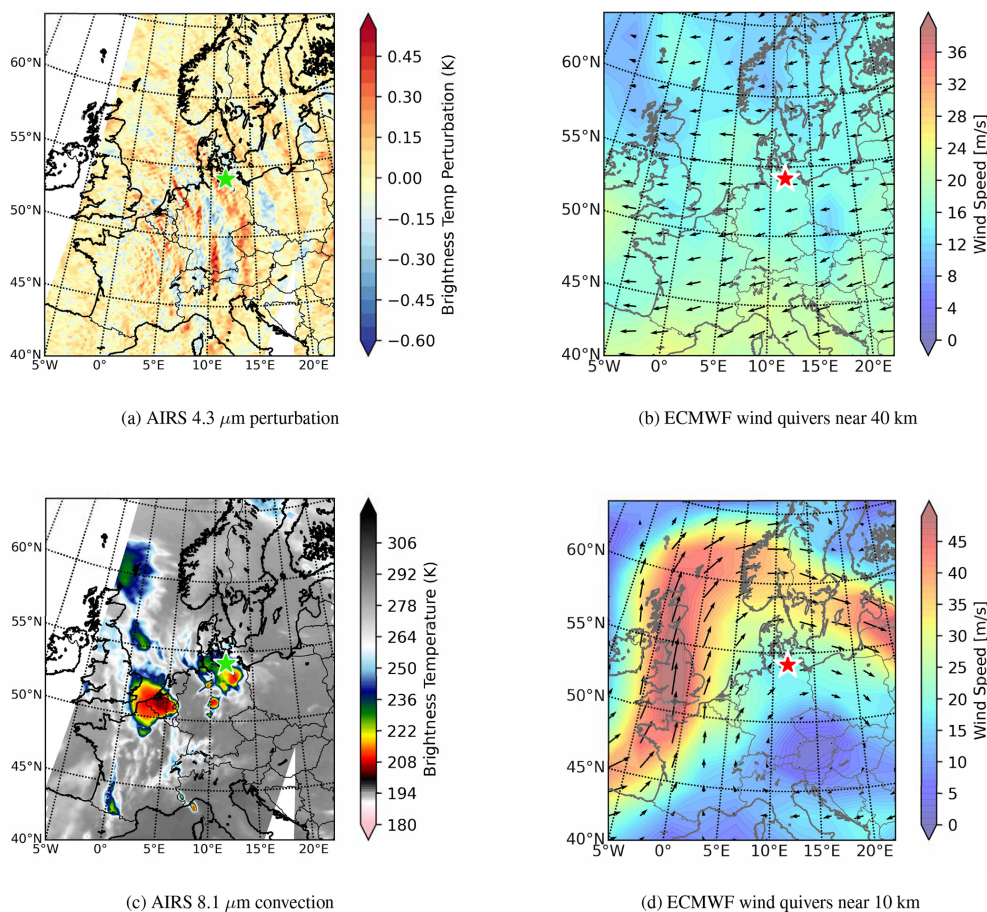 60°N
55°N
50°N
45°N
40°N
5°W 0° 5°E 10°E 15°E 20°E
0.45
0.30
0.15
0.00
−0.15
−0.30
−0.45
−0.60
Brightness Temp Perturbation (K)
(a) AIRS 4.3 μm perturbation
60°N
55°N
50°N
45°N
40°N
5°W 0° 5°E 10°E 15°E 20°E
36
32
28
24
20
16
12
8
4
0
Wind Speed [m/s]
(b) ECMWF wind quivers near 40 km
60°N
55°N
50°N
45°N
40°N
5°W 0° 5°E 10°E 15°E 20°E
306
292
278
264
250
236
222
208
194
180
Brightness Temperature (K)
(c) AIRS 8.1 μm convection
60°N
55°N
50°N
45°N
40°N
5°W 0° 5°E 10°E 15°E 20°E
45
40
35
30
25
20
15
10
5
0
Wind Speed [m/s]
(d) ECMWF wind quivers near 10 km